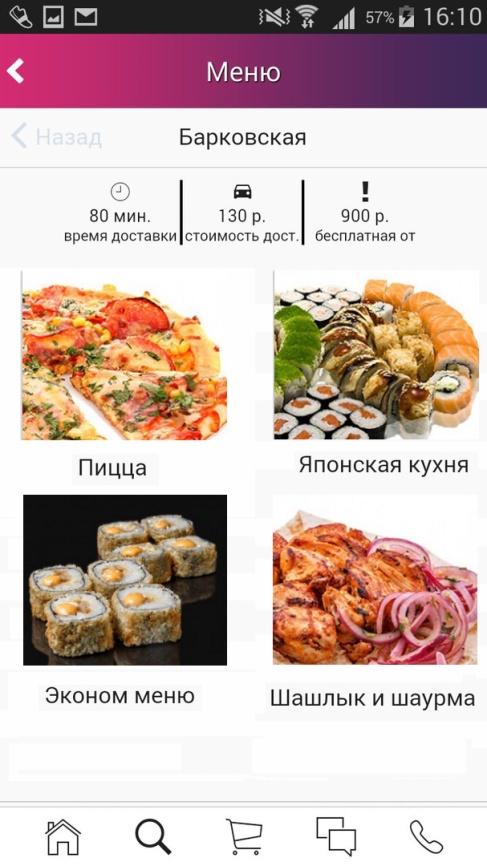 57% 16:10
Меню
Назад Барковская
80 мин. 130 р. 900 р.
время доставки стоимость дост. бесплатная от
Пицца Японская кухня
Эконом меню Шашлык и шаурма